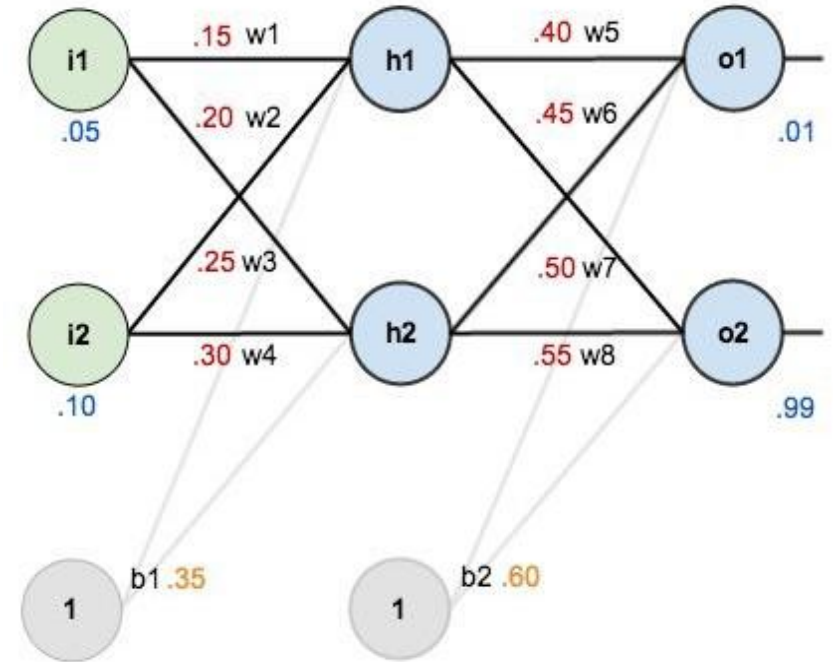 i1 .15 w1 h1 .40 w5 o1
.20 w2 .45 w6
.05 .01
.25 w3 .50 w7
i2 .30 w4 h2 .55 w8 o2
.10 .99
b1 .35 b2 .60
1 1